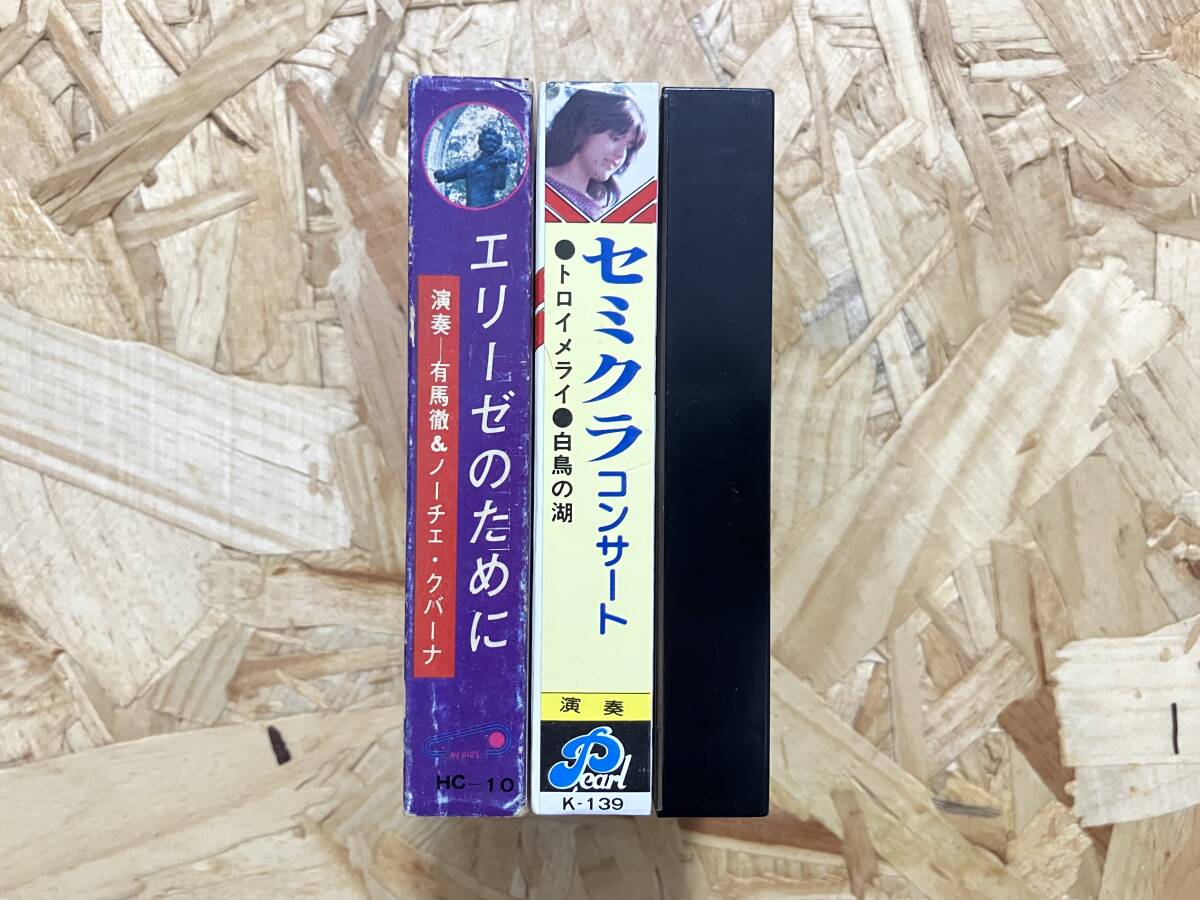 エリーゼのために
演奏―有馬徹&ノーチェ・クバーナ
HC-10
セミクラコンサート
●トロイメライ●白鳥の湖
演奏
Pearl
K-139